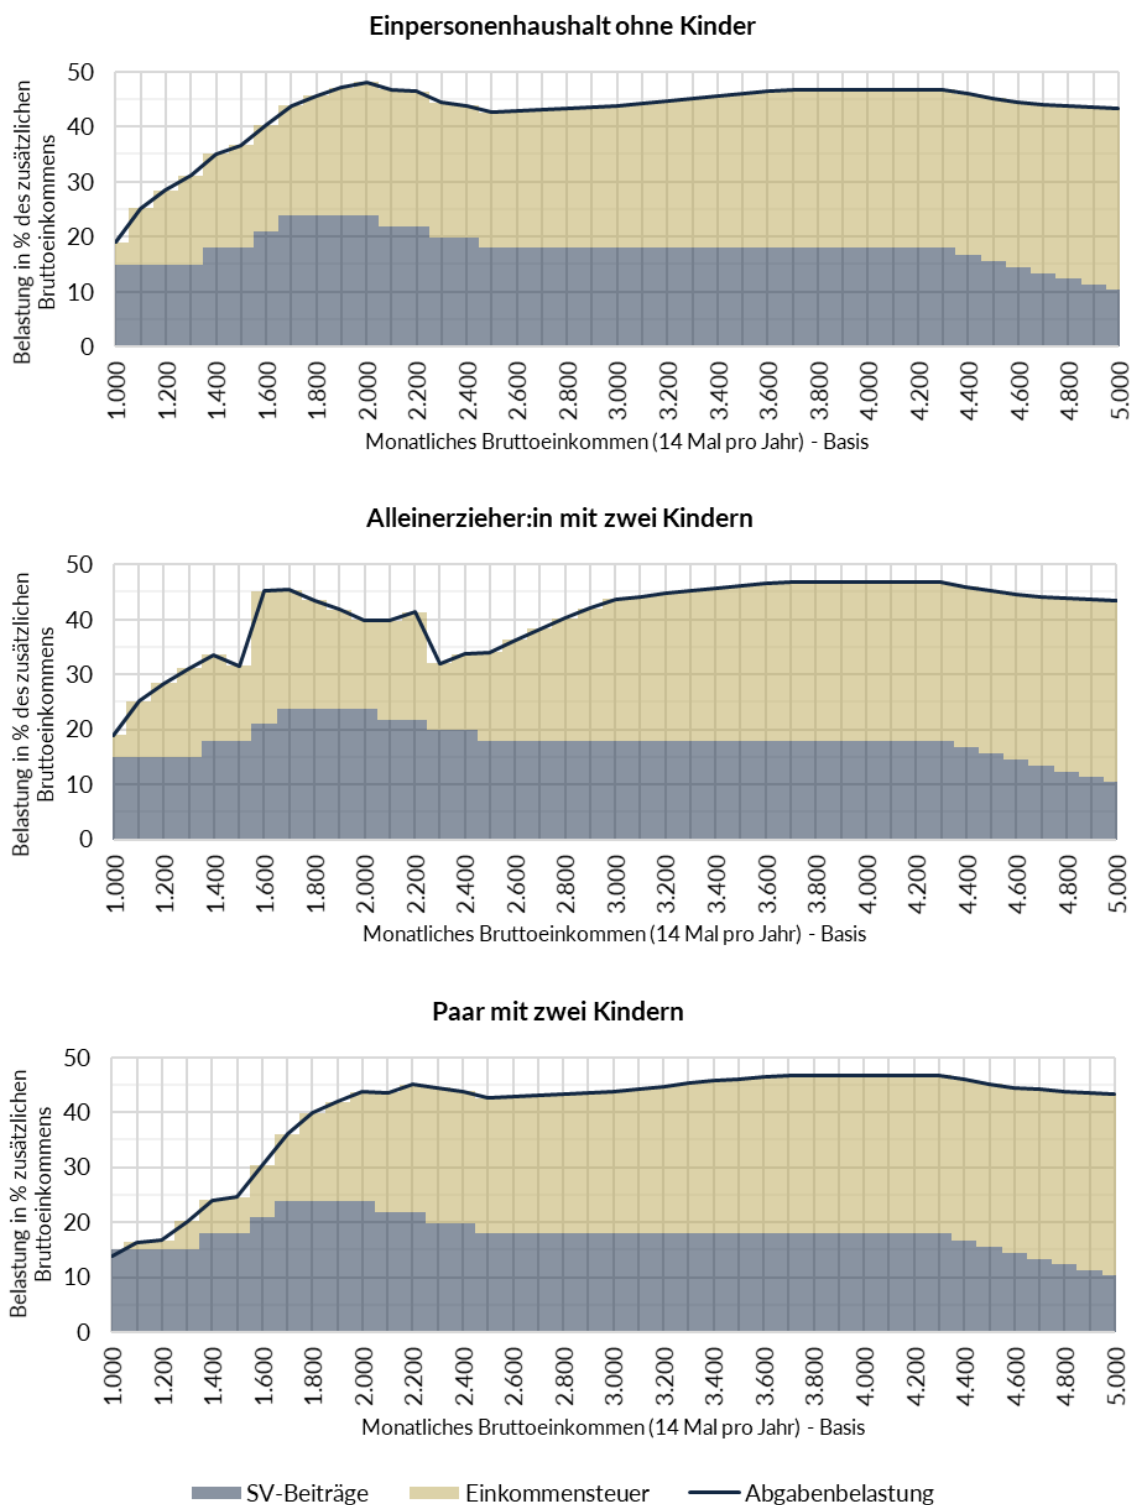 Einpersonenhaushalt ohne Kinder
Belastung in % des zusätzlichen
Bruttoeinkommens
50
40
30
20
10
0
1.000 1.200 1.400 1.600 1.800 2.000 2.200 2.400 2.600 2.800 3.000 3.200 3.400 3.600 3.800 4.000 4.200 4.400 4.600 4.800 5.000
Monatliches Bruttoeinkommen (14 Mal pro Jahr) - Basis
Alleinerzieher:in mit zwei Kindern
Belastung in % des zusätzlichen
Bruttoeinkommens
50
40
30
20
10
0
1.000 1.200 1.400 1.600 1.800 2.000 2.200 2.400 2.600 2.800 3.000 3.200 3.400 3.600 3.800 4.000 4.200 4.400 4.600 4.800 5.000
Monatliches Bruttoeinkommen (14 Mal pro Jahr) - Basis
Paar mit zwei Kindern
Belastung in % zusätzlichen
Bruttoeinkommens
50
40
30
20
10
0
1.000 1.200 1.400 1.600 1.800 2.000 2.200 2.400 2.600 2.800 3.000 3.200 3.400 3.600 3.800 4.000 4.200 4.400 4.600 4.800 5.000
Monatliches Bruttoeinkommen (14 Mal pro Jahr) - Basis
SV-Beiträge Einkommensteuer Abgabenbelastung